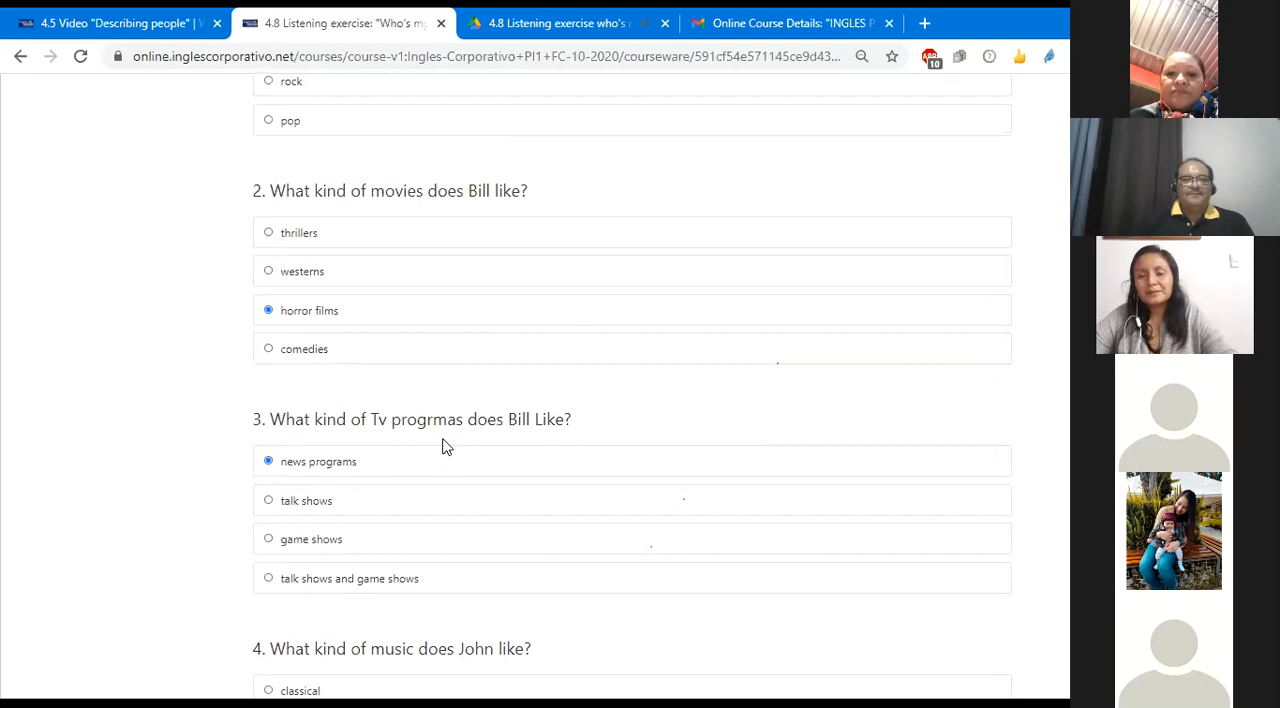 4.5 Video "Describing people" | V
4.8 Listening exercise: "Who's my
4.8 Listening exercise who's
Online Course Details: "INGLES P
online.inglescorporativo.net/courses/course-v1:Ingles-Corporativo+PI1+FC-10-2020/courseware/591cf54e571145ce9d43...
10
rock
pop
2. What kind of movies does Bill like?
thrillers
westerns
horror films
comedies
3. What kind of Tv progrmas does Bill Like?
news programs
talk shows
game shows
talk shows and game shows
4. What kind of music does John like?
classical